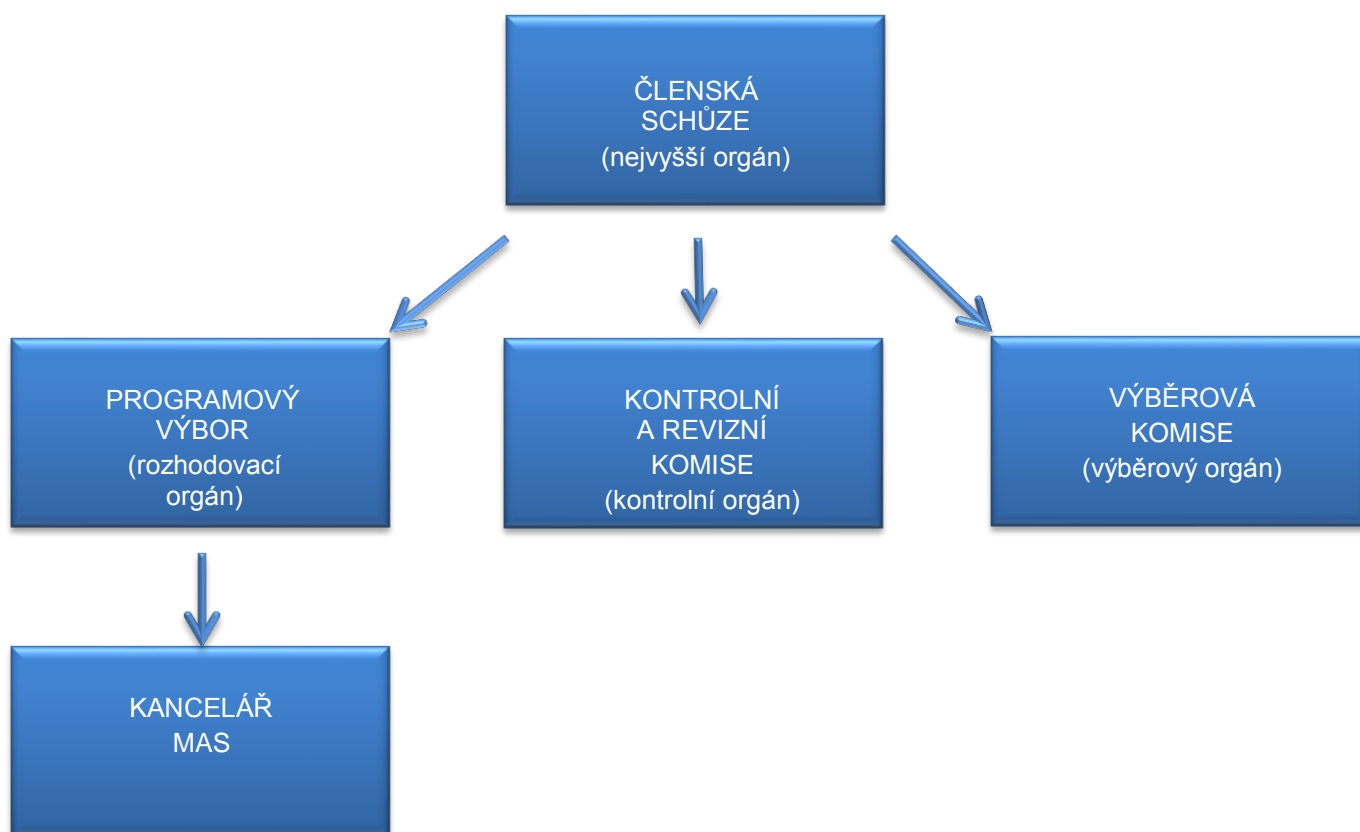 ČLENSKÁ
SCHŮZE
(nejvyšší orgán)
PROGRAMOVÝ
VÝBOR
(rozhodovací
orgán)
KONTROLNÍ
A REVIZNÍ
KOMISE
(kontrolní orgán)
VÝBĚROVÁ
KOMISE
(výběrový orgán)
KANCELÁŘ
MAS